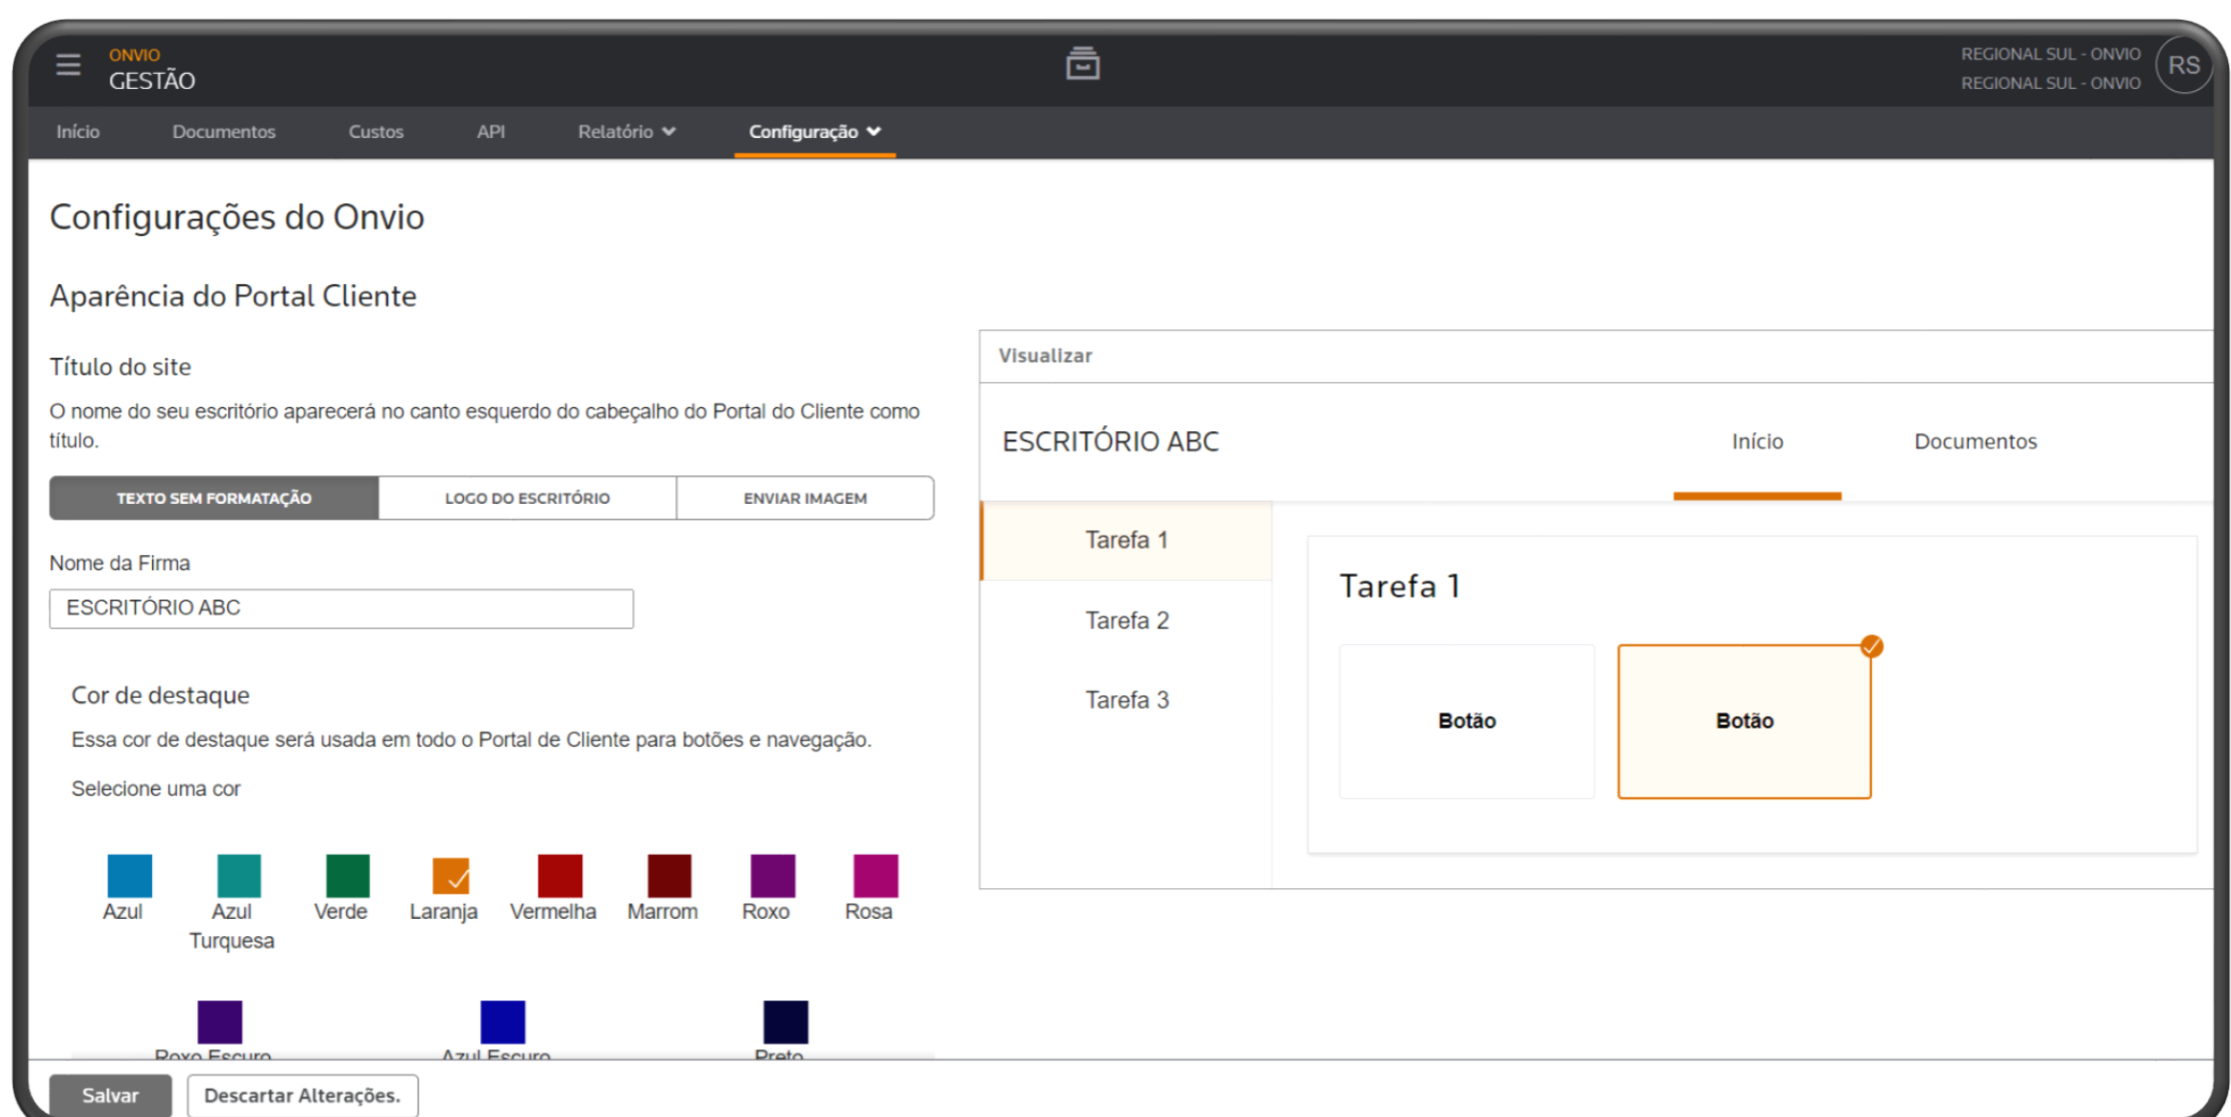 ONVIO
GESTÃO
REGIONAL SUL - ONVIO
REGIONAL SUL - ONVIO
RS
Início Documentos Custos API Relatório Configuração
Configurações do Onvio
Aparência do Portal Cliente
Título do site
O nome do seu escritório aparecerá no canto esquerdo do cabeçalho do Portal do Cliente como
título.
TEXTO SEM FORMATAÇÃO LOGO DO ESCRITÓRIO ENVIAR IMAGEM
Nome da Firma
ESCRITÓRIO ABC
Cor de destaque
Essa cor de destaque será usada em todo o Portal de Cliente para botões e navegação.
Selecione uma cor
Azul Azul Verde Laranja Vermelha Marrom Roxo Rosa
Turquesa
Roxo Escuro Azul Escuro Preto
Visualizar
ESCRITÓRIO ABC Início Documentos
Tarefa 1
Tarefa 2
Tarefa 3
Tarefa 1
Botão Botão
Salvar Descartar Alterações.